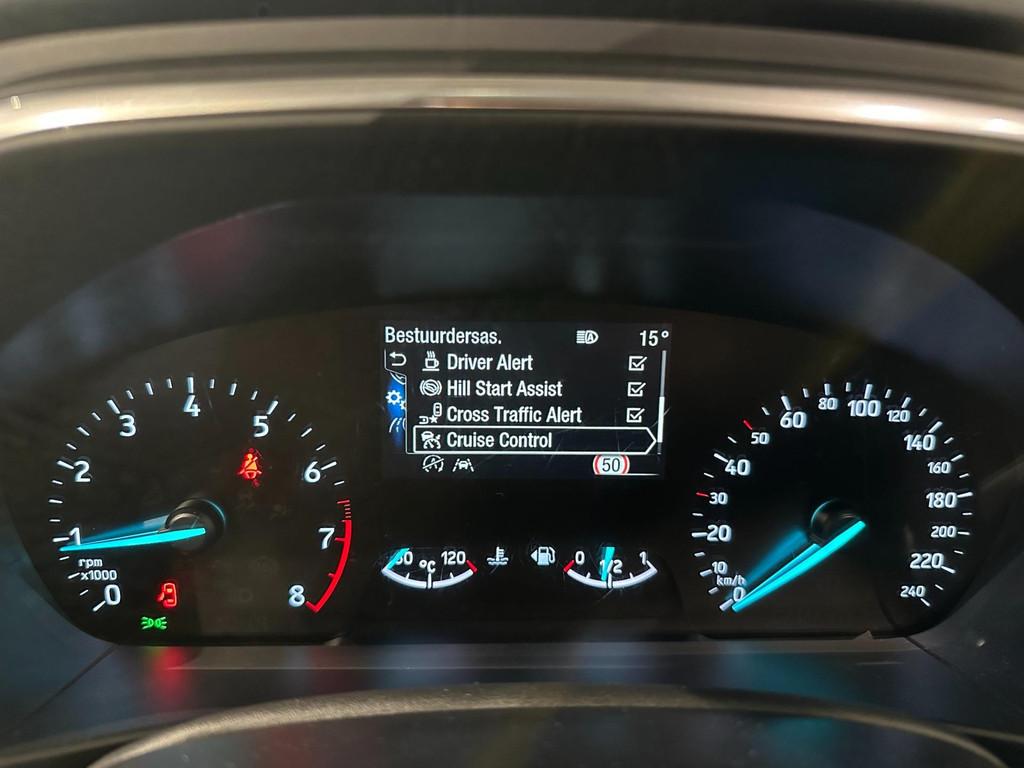 Bestuurdersas. 15°
Driver Alert
Hill Start Assist
Cross Traffic Alert
Cruise Control
50
0 1 2 3 4 5 6 7 8
rpm
x1000
120
°C
0 1/2 1
0 10 20 30 40 50 60 80 100 120 140 160 180 200 220 240
km/h